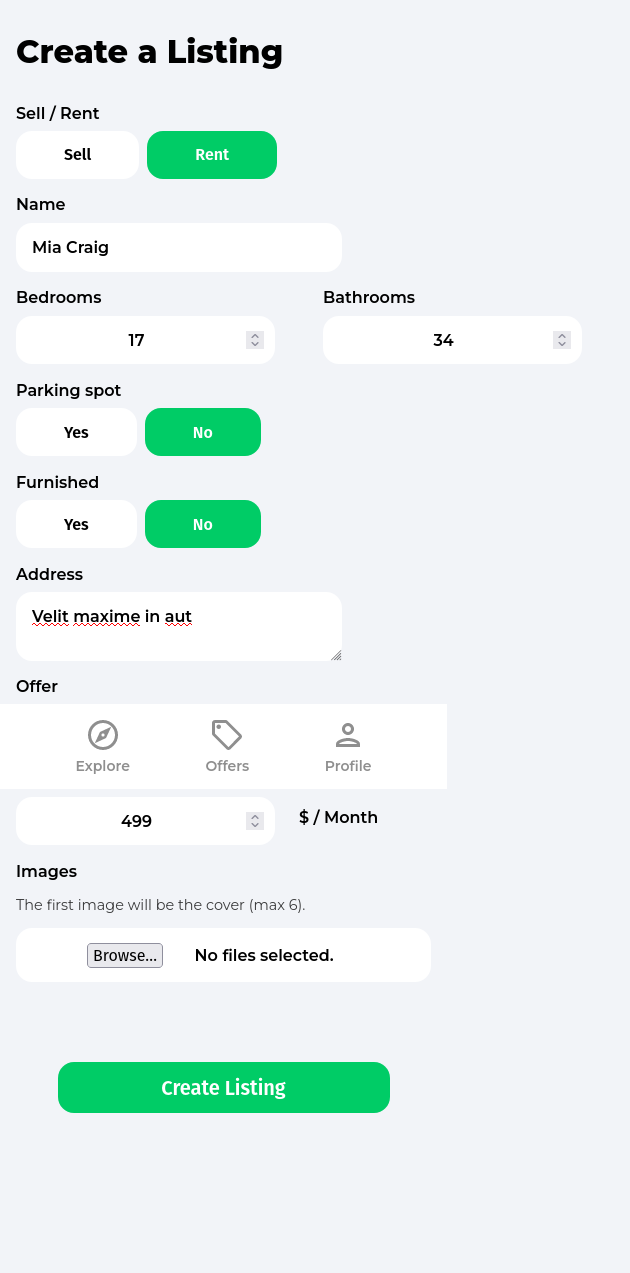 Create a Listing
Sell / Rent
Sell Rent
Name
Mia Craig
Bedrooms Bathrooms
17 34
Parking spot
Yes No
Furnished
Yes No
Address
Velit maxime in aut
Offer
Explore Offers Profile
499 $ / Month
Images
The first image will be the cover (max 6).
Browse... No files selected.
Create Listing